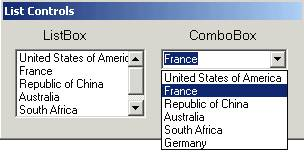 List Controls
ListBox
United States of Americ
France
Republic of China
Australia
South Africa
ComboBox
France
United States of America
France
Republic of China
Australia
South Africa
Germany